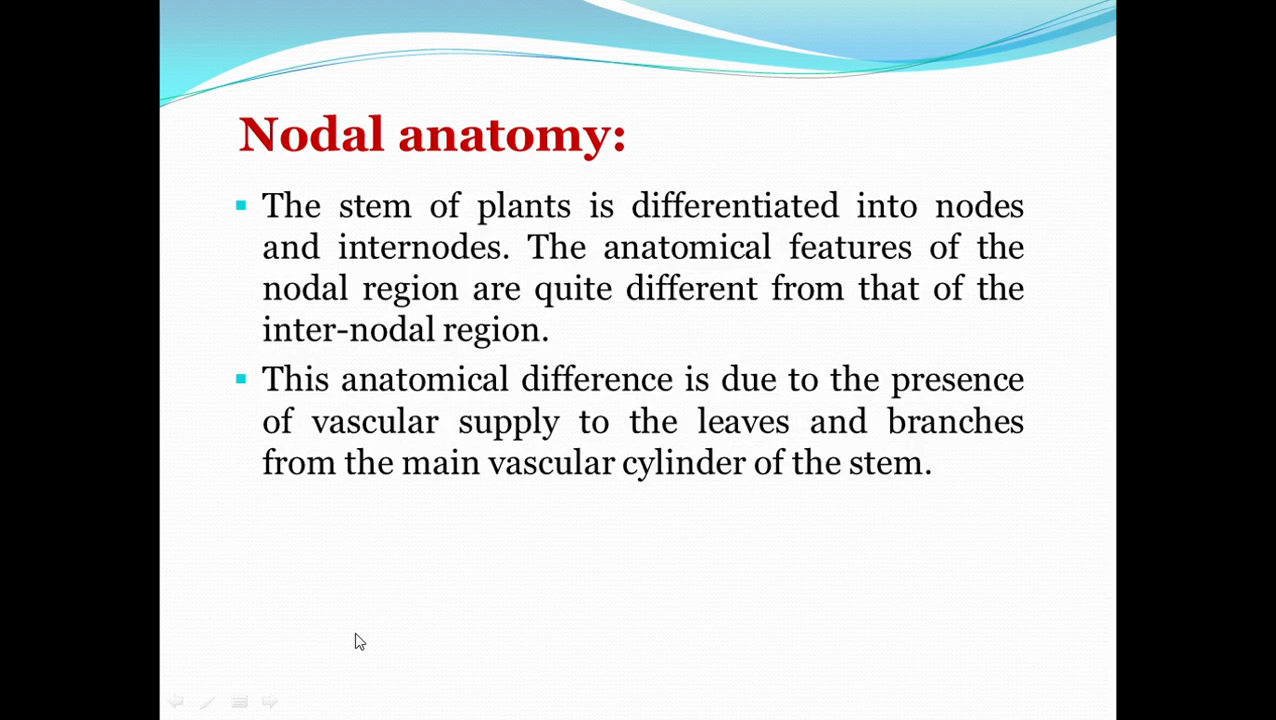 Nodal anatomy:
The stem of plants is differentiated into nodes
and internodes. The anatomical features of the
nodal region are quite different from that of the
inter-nodal region.
This anatomical difference is due to the presence
of vascular supply to the leaves and branches
from the main vascular cylinder of the stem.